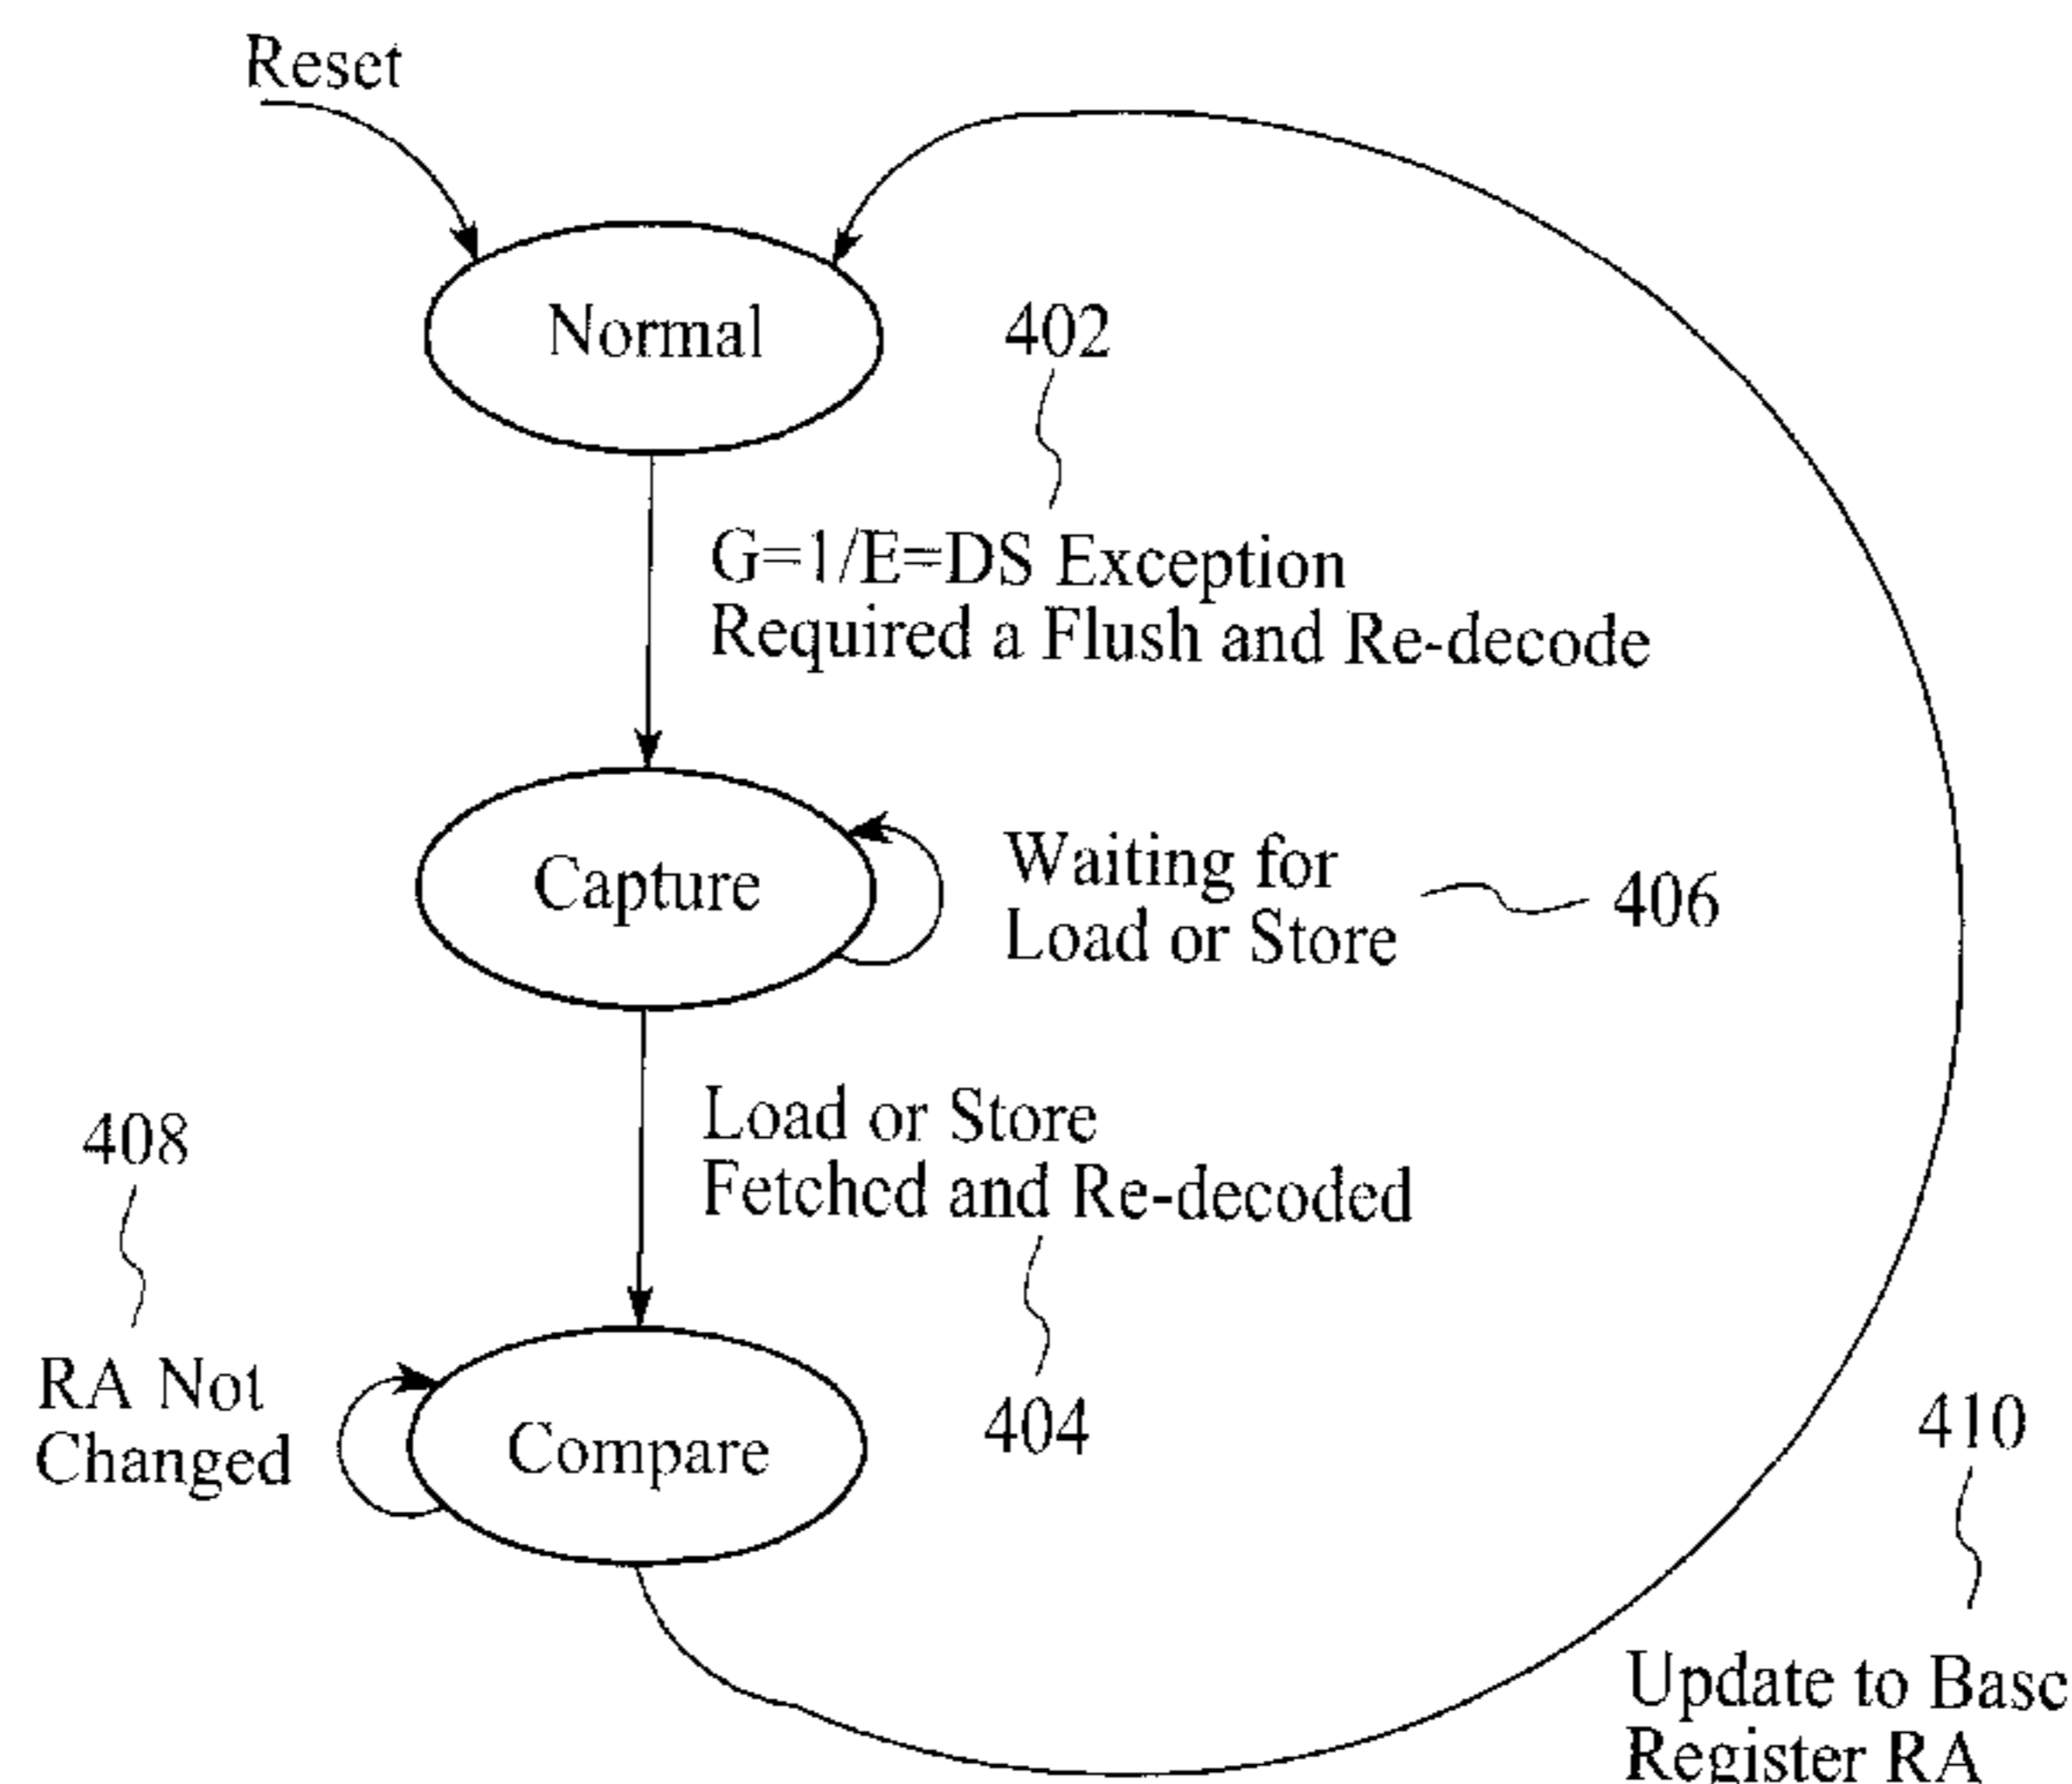 Reset
Normal
402
G=1/E=DS Exception
Required a Flush and Re-decode
Capture
Waiting for
Load or Store
406
Load or Store
Fetched and Re-decoded
404
408
RA Not
Changed
Compare
410
Update to Base
Register RA